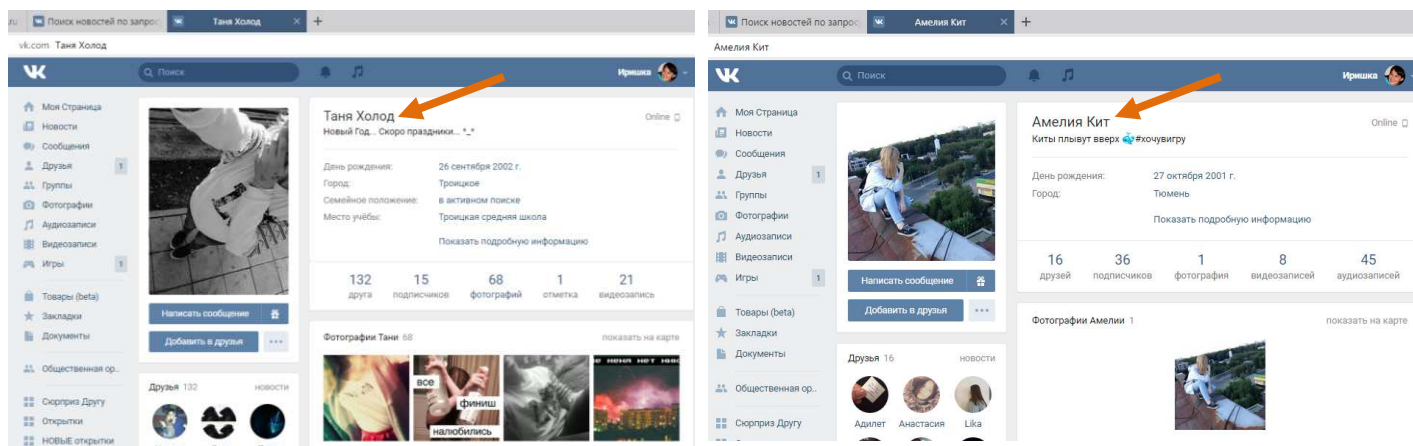 Поиск новостей по запрос
Таня Холод
vk.com Таня Холод
Поиск
Иришка
Моя Страница
Новости
Сообщения
Друзья 1
Группы
Фотографии
Аудиозаписи
Видеозаписи
Игры 1
Товары (beta)
Закладки
Документы
Общественная ор..
Сюрприз Другу
Открытки
НОВЫЕ открытки
Написать сообщение
Добавить в друзья
Друзья 132 новости
Таня Холод
Online
Новый Год... Скоро праздники... *_*
День рождения: 26 сентября 2002 г.
Город: Троицкое
Семейное положение: в активном поиске
Место учёбы: Троицкая средняя школа
Показать подробную информацию
132 15 68 1 21
друга подписчиков фотографий отметка видеозапись
Фотографии Тани 68 показать на карте
все
финиш
налюбились
Поиск новостей по запрос
Амелия Кит
Амелия Кит
Поиск
Иришка
Моя Страница
Новости
Сообщения
Друзья 1
Группы
Фотографии
Аудиозаписи
Видеозаписи
Игры 1
Товары (beta)
Закладки
Документы
Общественная ор..
Сюрприз Другу
Написать сообщение
Добавить в друзья
Друзья 16 новости
Адилет Анастасия Lika
Амелия Кит
Online
Киты плывут вверх 🐳#хочувигру
День рождения: 27 октября 2001 г.
Город: Тюмень
Показать подробную информацию
16 36 1 8 45
друзей подписчиков фотография видеозаписей аудиозаписей
Фотографии Амелии 1 показать на карте